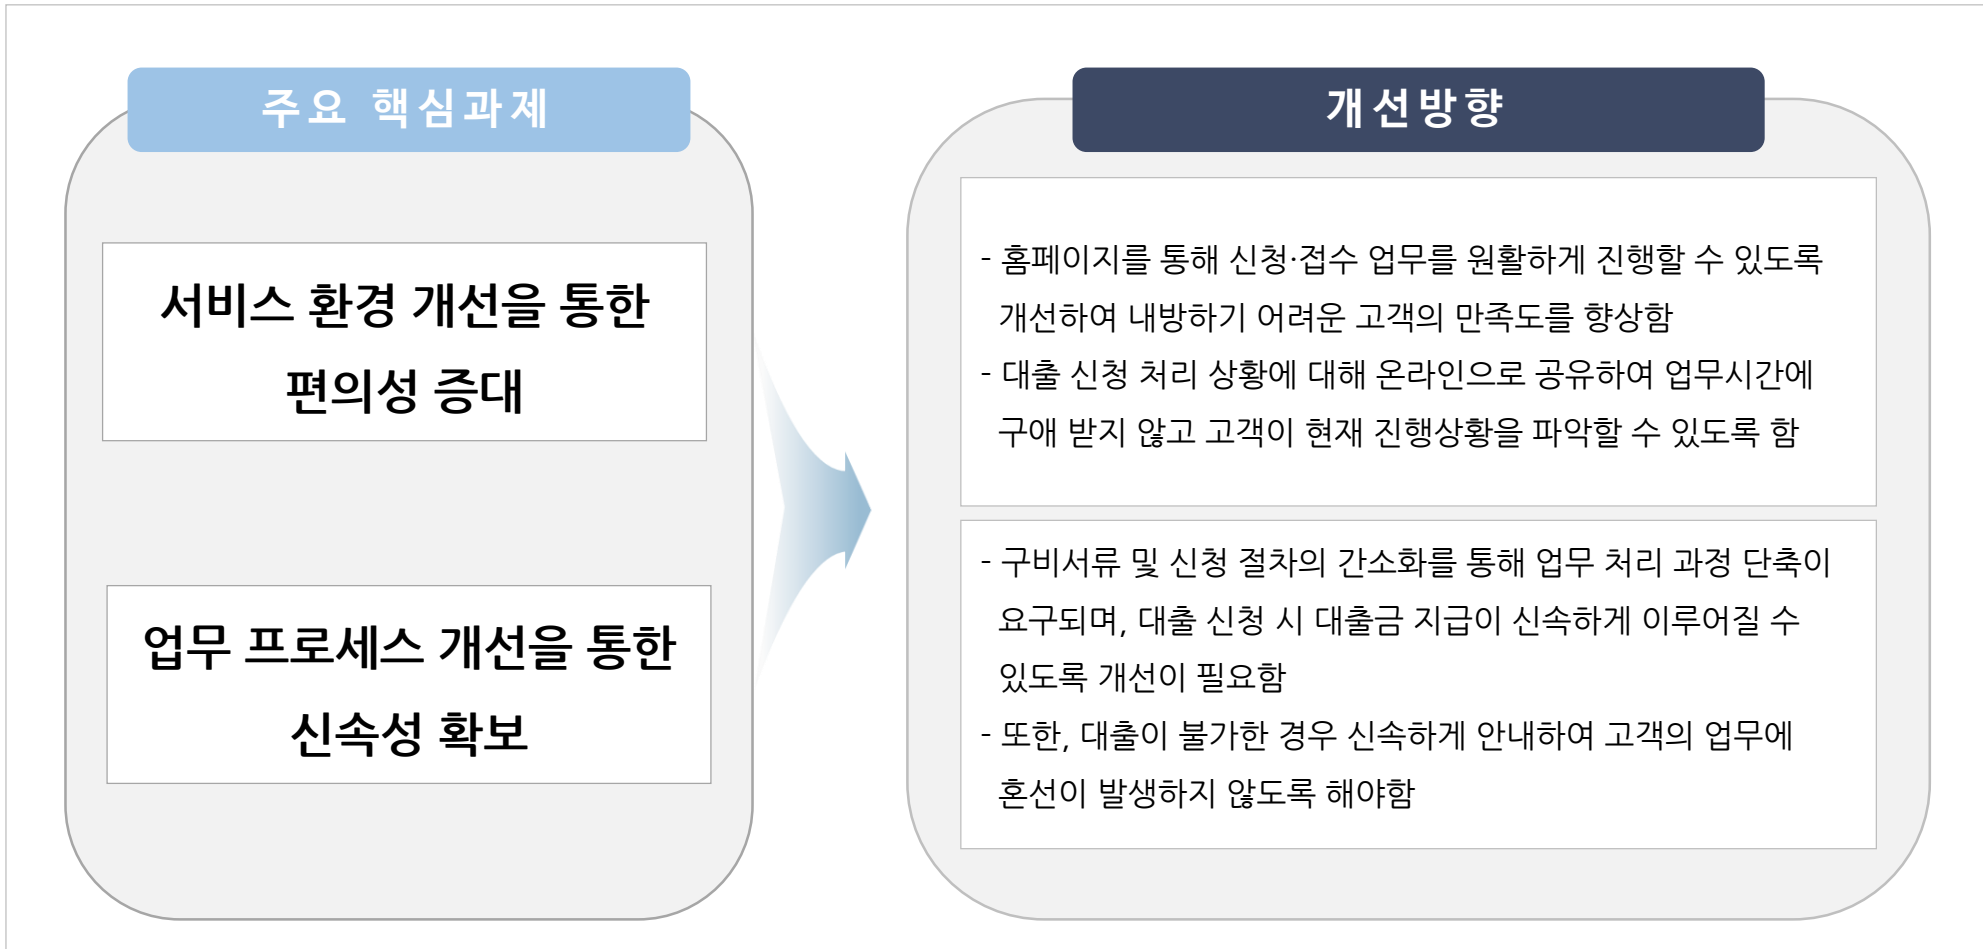 주요 핵심과제
서비스 환경 개선을 통한
편의성 증대
업무 프로세스 개선을 통한
신속성 확보
개선방향
- 홈페이지를 통해 신청·접수 업무를 원활하게 진행할 수 있도록
개선하여 내방하기 어려운 고객의 만족도를 향상함
- 대출 신청 처리 상황에 대해 온라인으로 공유하여 업무시간에
구애 받지 않고 고객이 현재 진행상황을 파악할 수 있도록 함
- 구비서류 및 신청 절차의 간소화를 통해 업무 처리 과정 단축이
요구되며, 대출 신청 시 대출금 지급이 신속하게 이루어질 수
있도록 개선이 필요함
- 또한, 대출이 불가한 경우 신속하게 안내하여 고객의 업무에
혼선이 발생하지 않도록 해야함